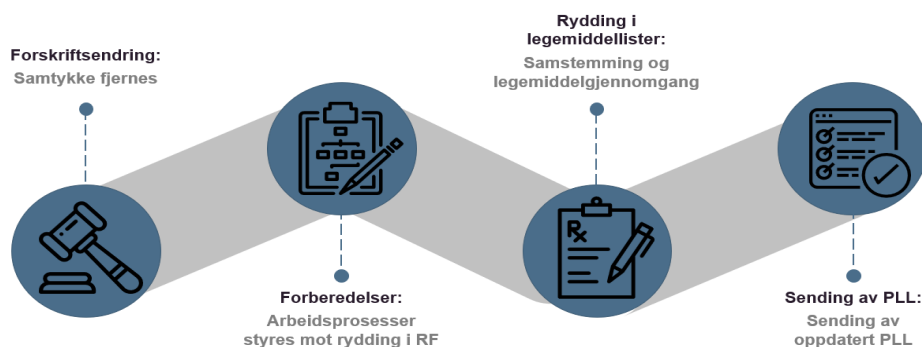 Forskriftsendring:
Samtykke fjernes
Forberedelser:
Arbeidsprosesser
styres mot rydding i RF
Rydding i
legemiddellister:
Samstemming og
legemiddelgjennomgang
Rx
Sending av PLL:
Sending av
oppdatert PLL